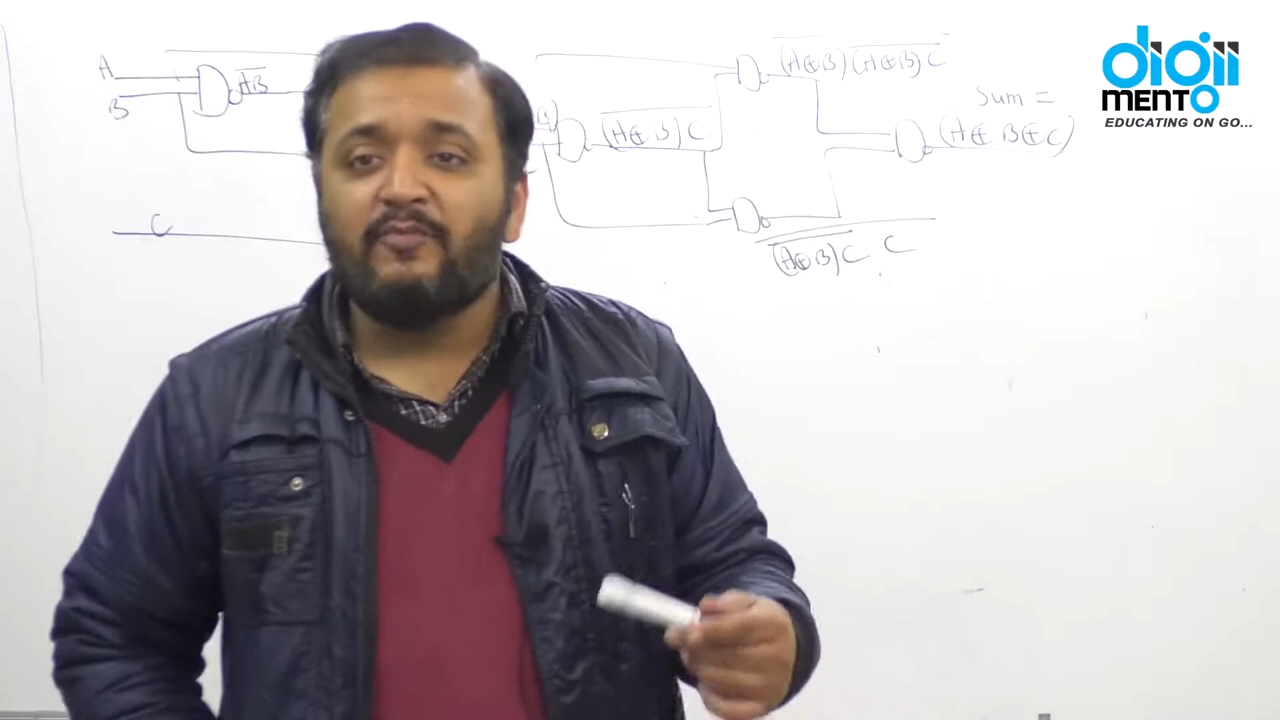 digii
MENTO
EDUCATING ON GO...
A
B
A̅B̅
C
B)
(A⊕B) C
(A⊕B) (A⊕B) C
(A⊕B) C C
Sum =
(A⊕B⊕C)